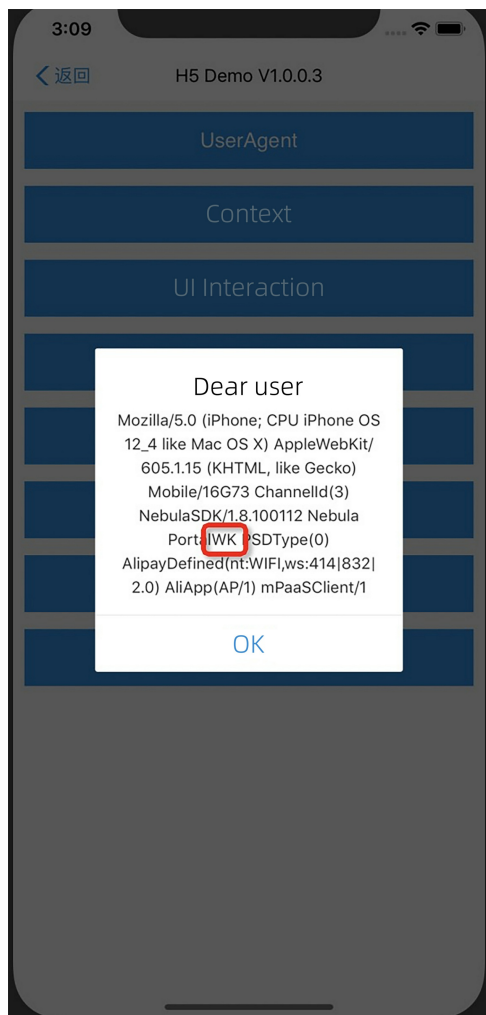 3:09
返回
H5 Demo V1.0.0.3
UserAgent
Context
UI Interaction
Dear user
Mozilla/5.0 (iPhone; CPU iPhone OS
12_4 like Mac OS X) AppleWebKit/
605.1.15 (KHTML, like Gecko)
Mobile/16G73 ChannelId(3)
NebulaSDK/1.8.100112 Nebula
PortalWK PSDType(0)
AlipayDefined(nt:WIFI,ws:414|832|
2.0) AliApp(AP/1) mPaaSClient/1
OK